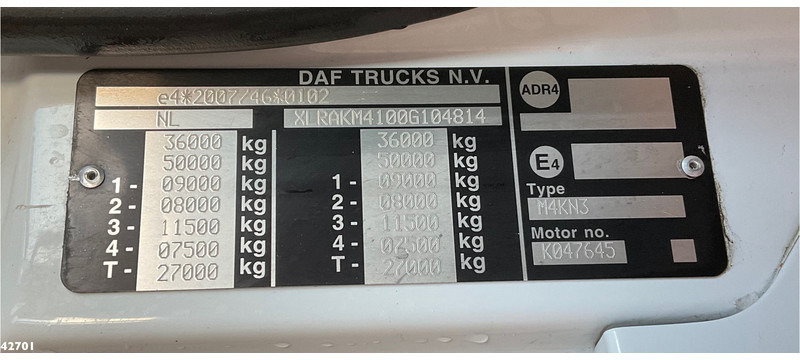 DAF TRUCKS N.V.
e4*2007/46*0102
NL XLRAKM4100G104814
36000 kg 36000 kg
50000 kg 50000 kg
1- 09000 kg 1- 09000 kg
2- 08000 kg 2- 08000 kg
3- 11500 kg 3- 11500 kg
4- 07500 kg 4- 07500 kg
T- 27000 kg T- 27000 kg
ADR4
E4
Type
M4KN3
Motor no.
K047645
42701